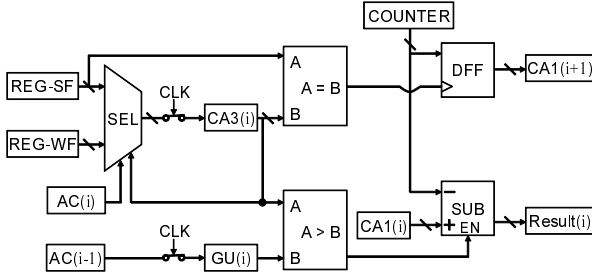 COUNTER
REG-SF
CLK
A
A = B
B
DFF
CA1(i+1)
SEL
CA3(i)
REG-WF
AC(i)
A
A > B
B
CA1(i)
SUB
EN
Result(i)
CLK
AC(i-1)
GU(i)